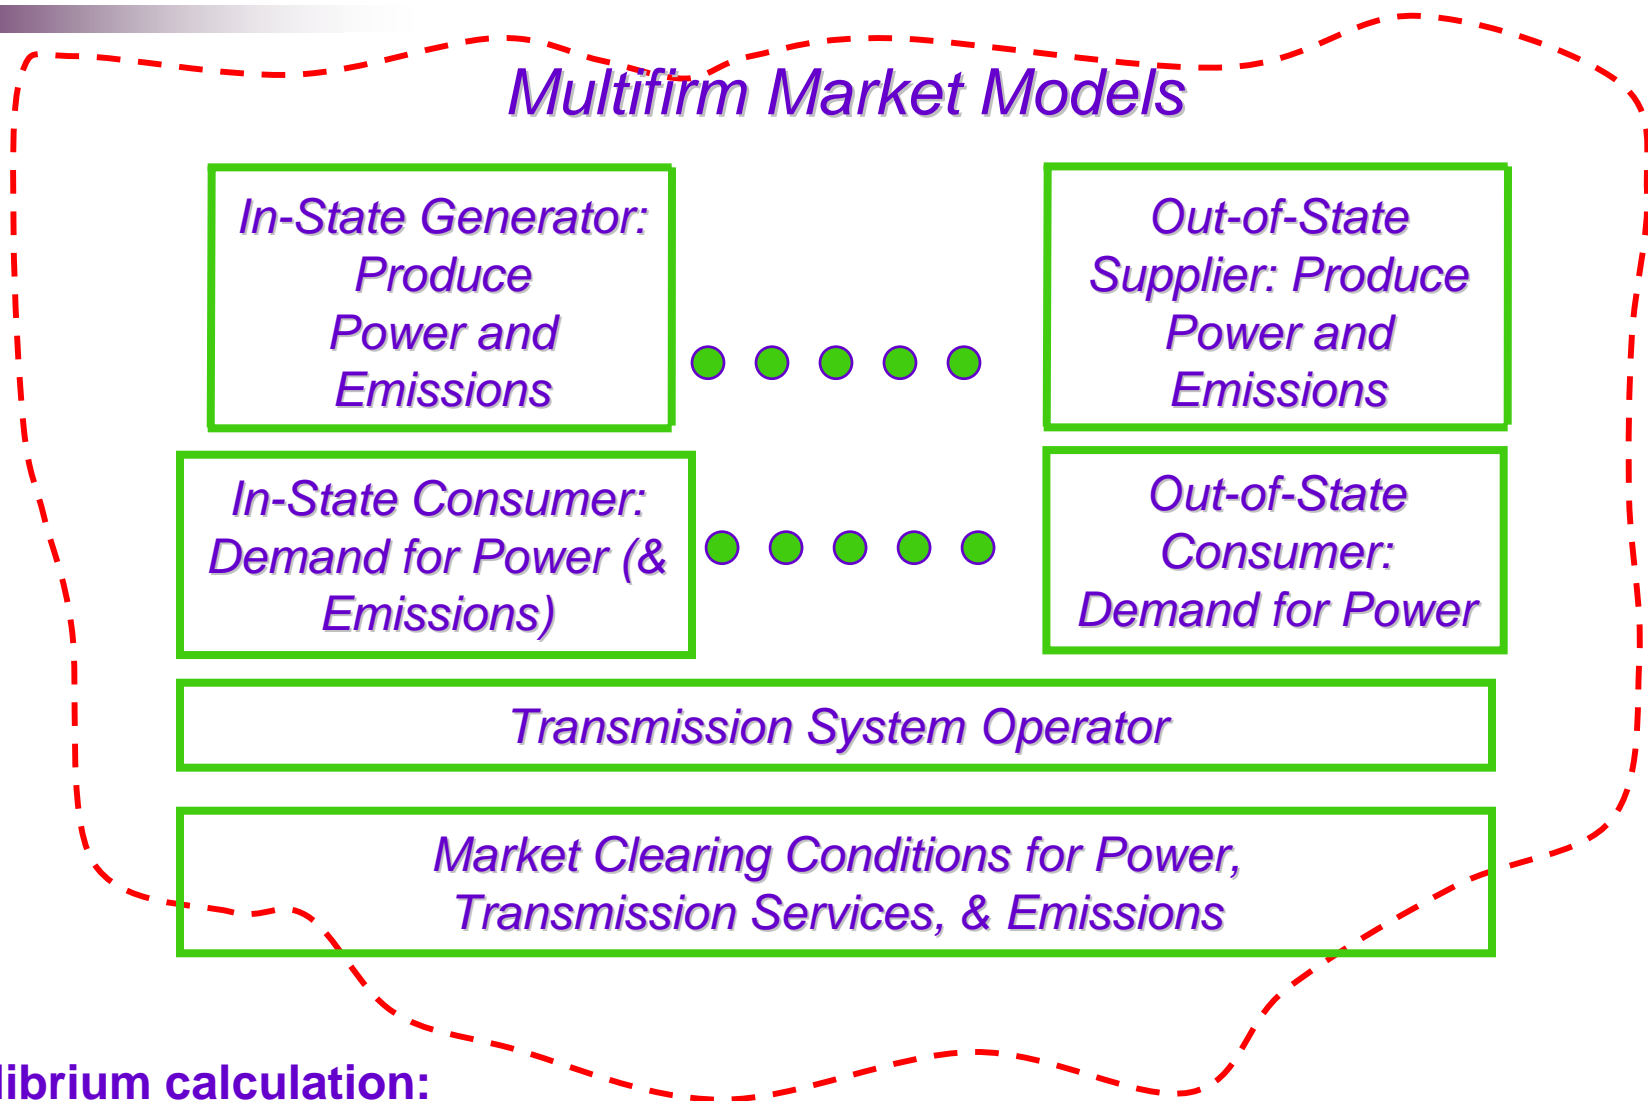 Multifirm Market Models
In-State Generator:
Produce
Power and
Emissions
Out-of-State
Supplier: Produce
Power and
Emissions
In-State Consumer:
Demand for Power (&
Emissions)
Out-of-State
Consumer:
Demand for Power
Transmission System Operator
Market Clearing Conditions for Power,
Transmission Services, & Emissions
calculation: